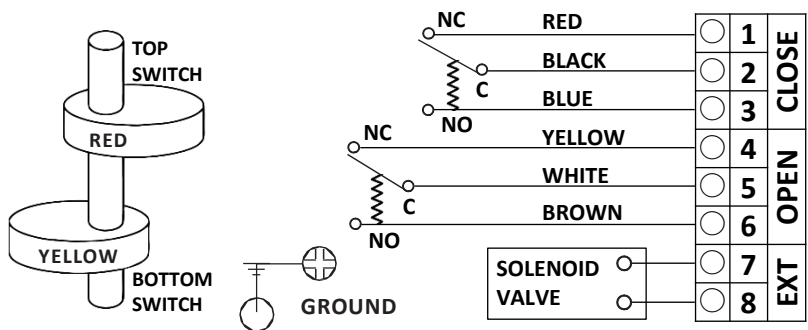 TOP
SWITCH
RED
YELLOW
BOTTOM
SWITCH
GROUND
NC
RED
1
BLACK
2
C
BLUE
3
NO
CLOSE
NC
YELLOW
4
WHITE
5
C
BROWN
6
NO
OPEN
SOLENOID
VALVE
7
8
EXT